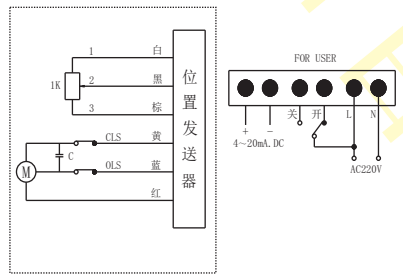 1 白
1K 2 黑
3 棕
CLS 黄
C
M
OLS 蓝
红
位置发送器
FOR USER
关 开 L N
+ −
4~20mA.DC
AC220V